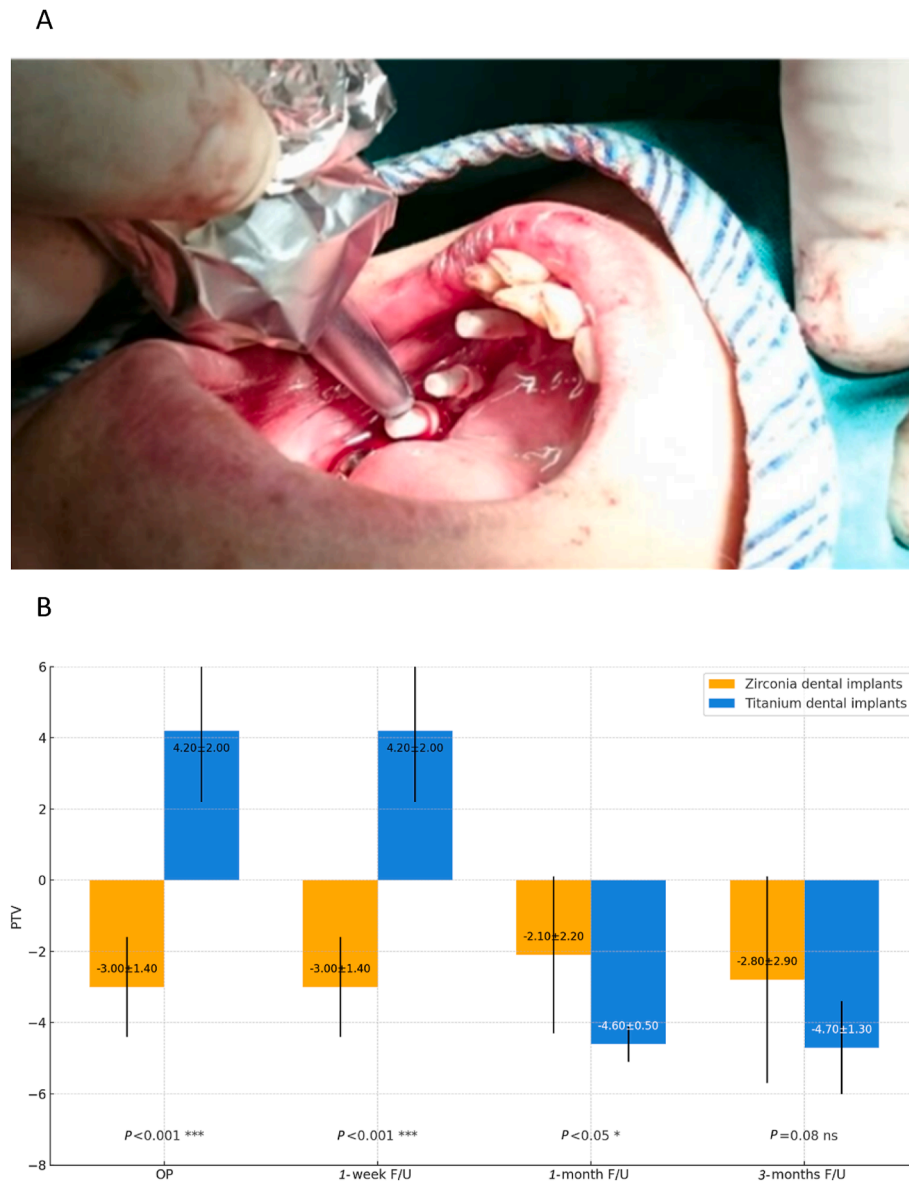 A
B
6
4
2
0
-2
-4
-6
-8
PTV
Zirconia dental implants
Titanium dental implants
4.20±2.00
4.20±2.00
-3.00±1.40
-3.00±1.40
-2.10±2.20
-4.60±0.50
-2.80±2.90
-4.70±1.30
P<0.001 ***
P<0.001 ***
P<0.05 *
P=0.08 ns
OP
1-week F/U
1-month F/U
3-months F/U